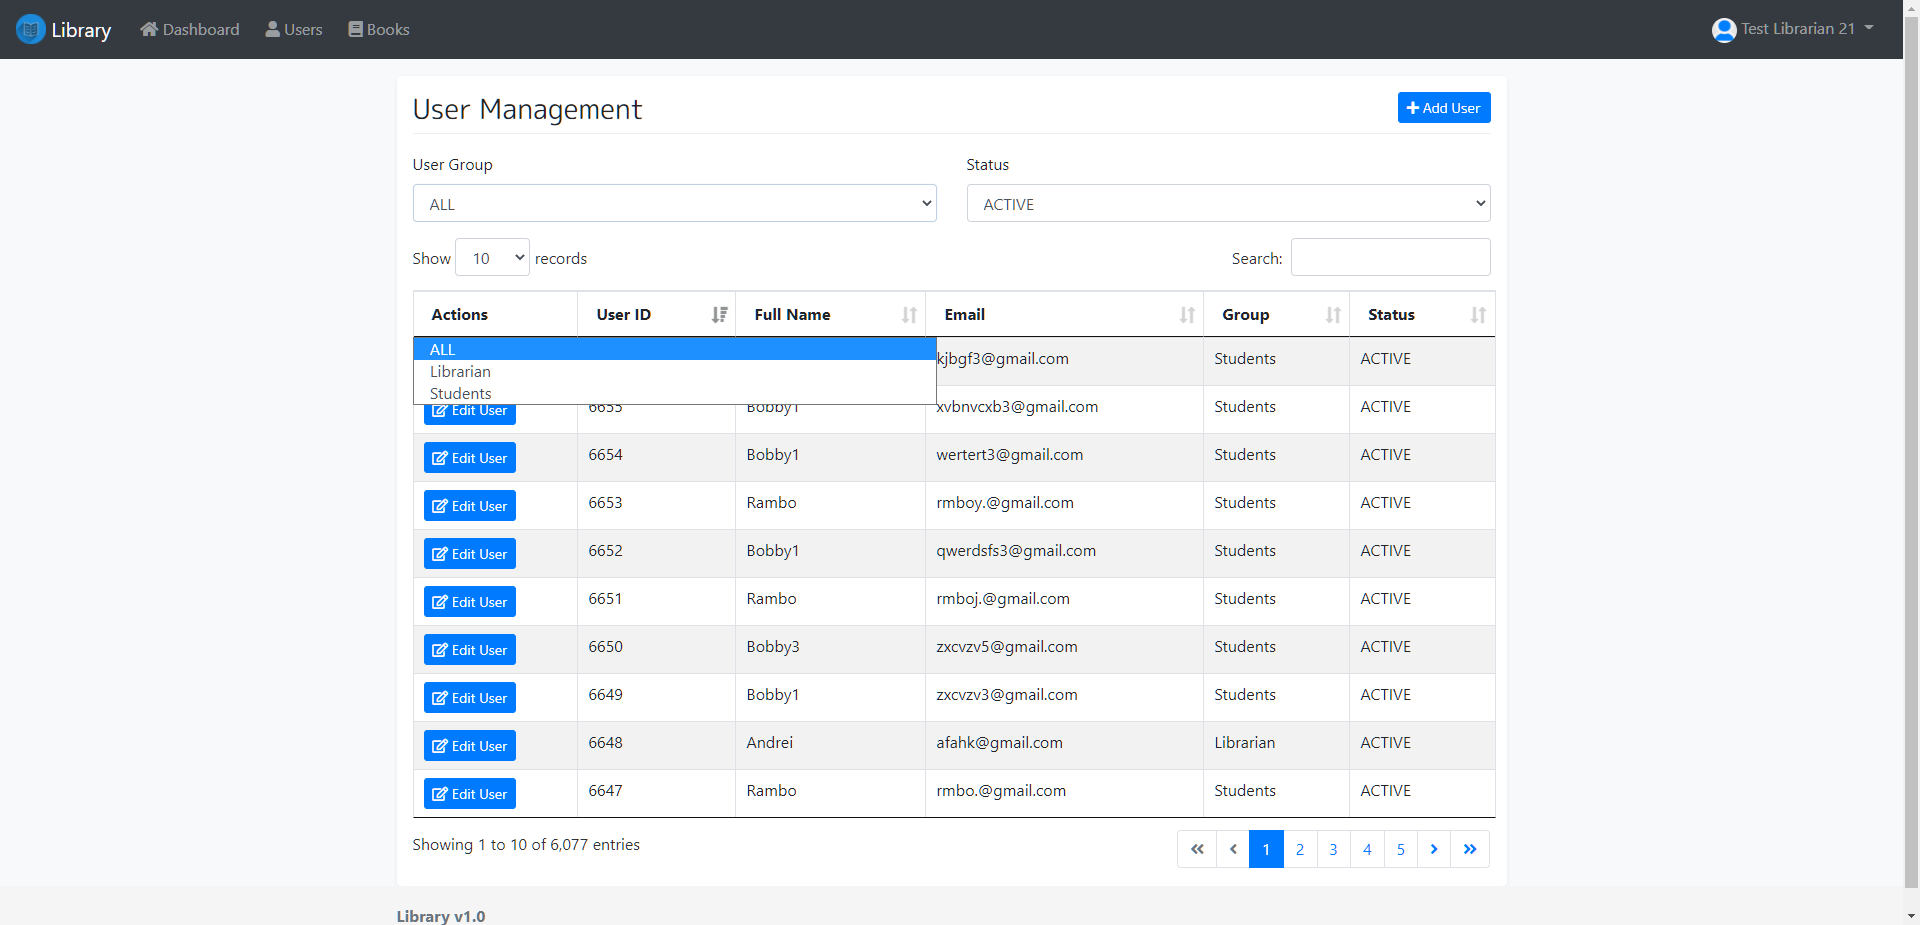 Library Dashboard Users Books Test Librarian 21
User Management Add User
User Group Status
ALL ACTIVE
Show 10 records Search:
Actions User ID Full Name Email Group Status
ALL kjbgf3@gmail.com Students ACTIVE
Librarian
Students
Edit User 6655 Bobby1 xvbnvcxb3@gmail.com Students ACTIVE
Edit User 6654 Bobby1 wertert3@gmail.com Students ACTIVE
Edit User 6653 Rambo rmboy.@gmail.com Students ACTIVE
Edit User 6652 Bobby1 qwerdsfs3@gmail.com Students ACTIVE
Edit User 6651 Rambo rmboj.@gmail.com Students ACTIVE
Edit User 6650 Bobby3 zxcvzv5@gmail.com Students ACTIVE
Edit User 6649 Bobby1 zxcvzv3@gmail.com Students ACTIVE
Edit User 6648 Andrei afahk@gmail.com Librarian ACTIVE
Edit User 6647 Rambo rmbo.@gmail.com Students ACTIVE
Showing 1 to 10 of 6,077 entries « ‹ 1 2 3 4 5 › »
Library v1.0